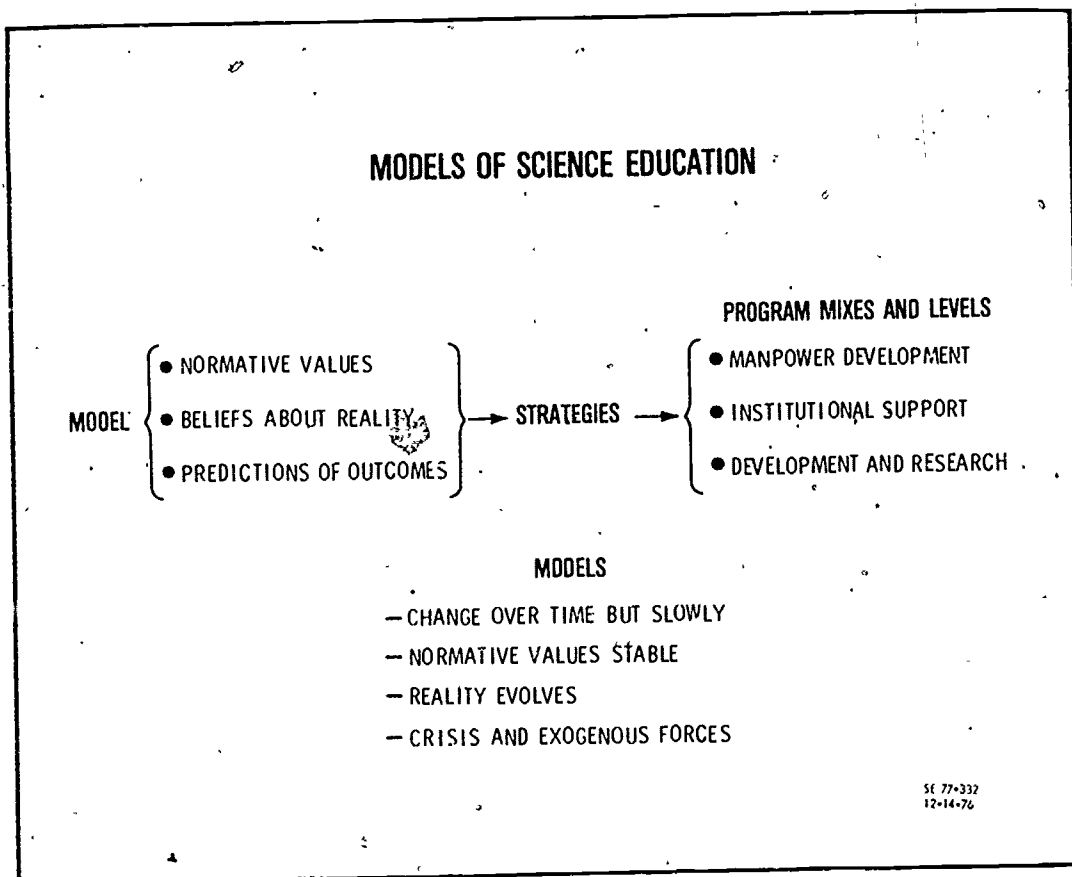 MODELS OF SCIENCE EDUCATION
PROGRAM MIXES AND LEVELS
MODEL
● NORMATIVE VALUES
● BELIEFS ABOUT REALITY
● PREDICTIONS OF OUTCOMES
STRATEGIES
● MANPOWER DEVELOPMENT
● INSTITUTIONAL SUPPORT
● DEVELOPMENT AND RESEARCH
MODELS
— CHANGE OVER TIME BUT SLOWLY
— NORMATIVE VALUES STABLE
— REALITY EVOLVES
— CRISIS AND EXOGENOUS FORCES
SE 77-332
12-14-76